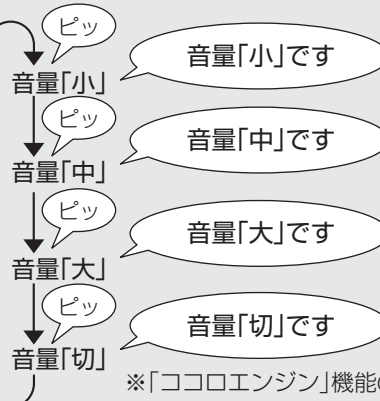 ピッ
音量「小」です
音量「小」
ピッ
音量「中」です
音量「中」
ピッ
音量「大」です
音量「大」
ピッ
音量「切」です
音量「切」
※「ココロエンジン」機能